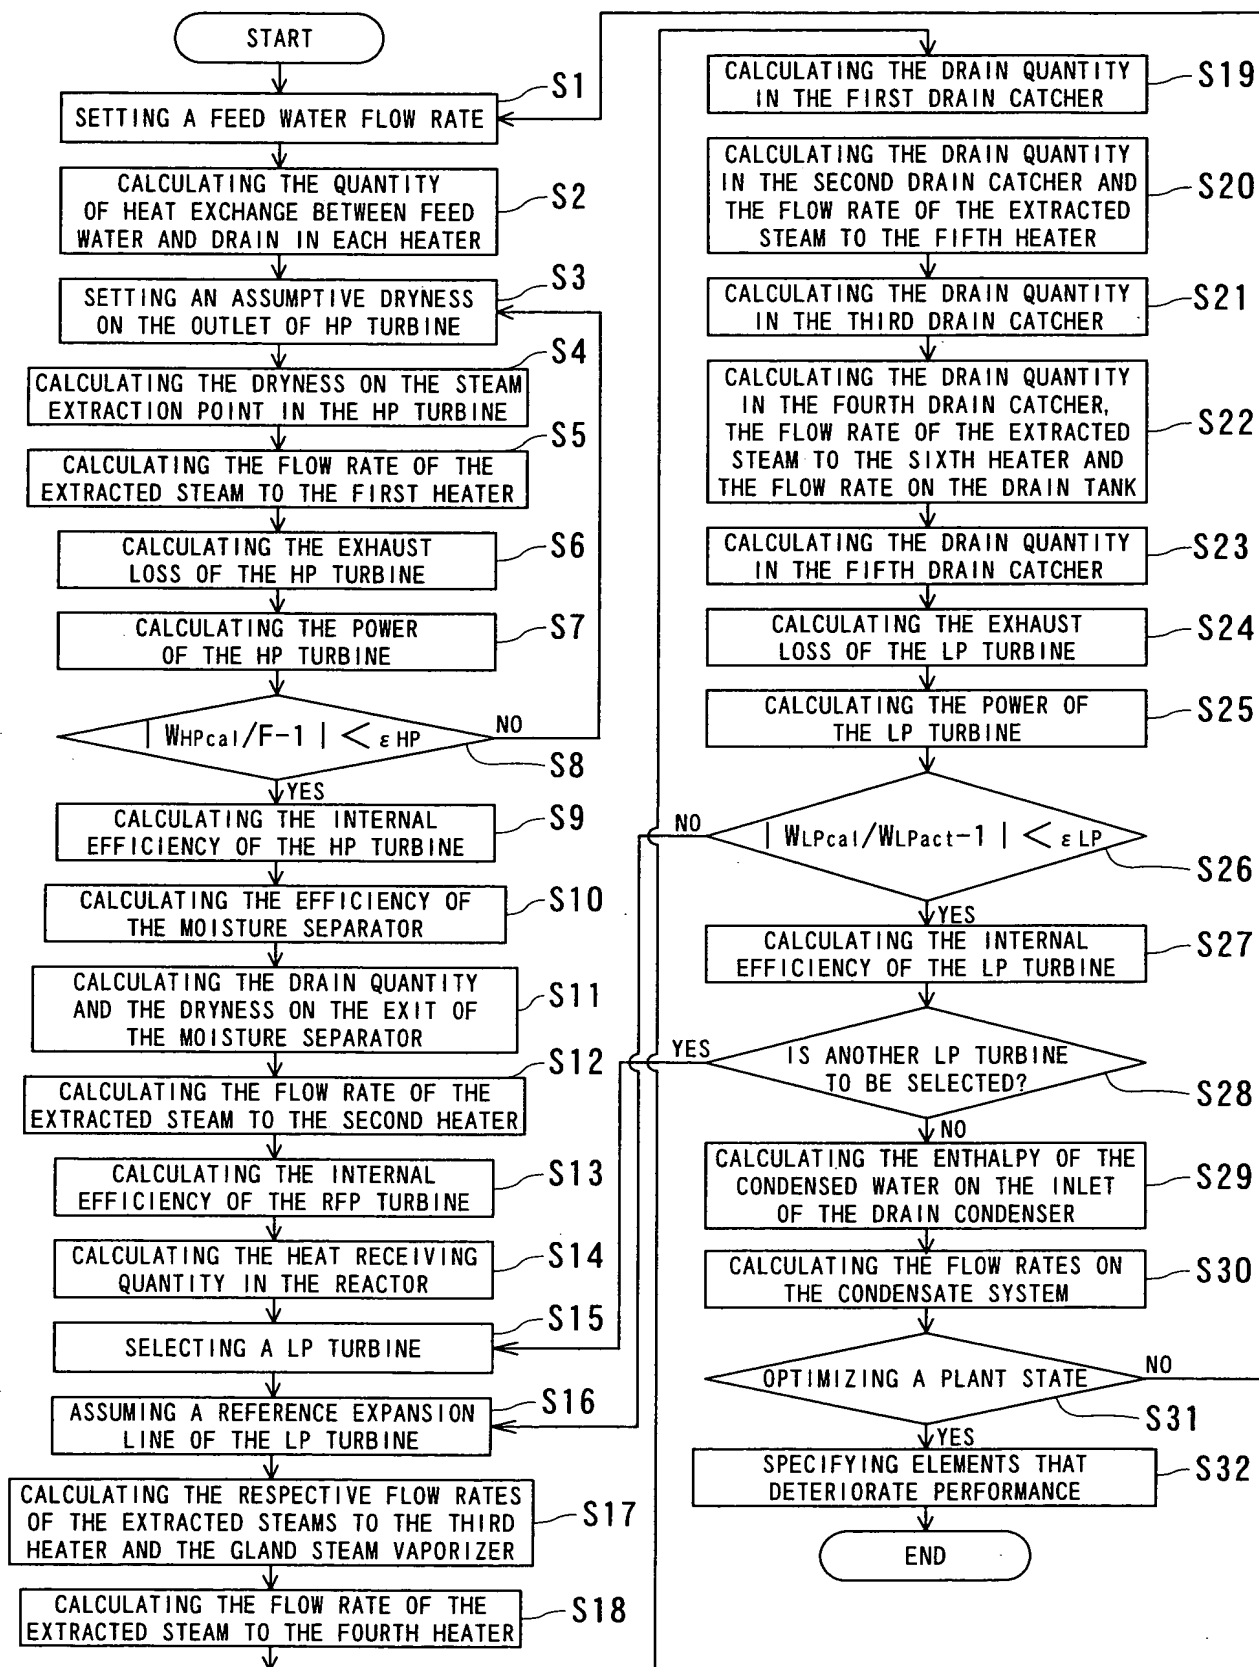 START
S1
SETTING A FEED WATER FLOW RATE
CALCULATING THE QUANTITY
OF HEAT EXCHANGE BETWEEN FEED
WATER AND DRAIN IN EACH HEATER
S2
S3
SETTING AN ASSUMPTIVE DRYNESS
ON THE OUTLET OF HP TURBINE
S4
CALCULATING THE DRYNESS ON THE STEAM
EXTRACTION POINT IN THE HP TURBINE
S5
CALCULATING THE FLOW RATE OF THE
EXTRACTED STEAM TO THE FIRST HEATER
CALCULATING THE EXHAUST
LOSS OF THE HP TURBINE
S6
CALCULATING THE POWER
OF THE HP TURBINE
S7
| WHPcal/F-1 | < εHP
NO
S8
YES
CALCULATING THE INTERNAL
EFFICIENCY OF THE HP TURBINE
S9
CALCULATING THE EFFICIENCY OF
THE MOISTURE SEPARATOR
S10
CALCULATING THE DRAIN QUANTITY
AND THE DRYNESS ON THE EXIT OF
THE MOISTURE SEPARATOR
S11
S12
CALCULATING THE FLOW RATE OF THE
EXTRACTED STEAM TO THE SECOND HEATER
CALCULATING THE INTERNAL
EFFICIENCY OF THE RFP TURBINE
S13
CALCULATING THE HEAT RECEIVING
QUANTITY IN THE REACTOR
S14
SELECTING A LP TURBINE
S15
ASSUMING A REFERENCE EXPANSION
LINE OF THE LP TURBINE
S16
CALCULATING THE RESPECTIVE FLOW RATES
OF THE EXTRACTED STEAMS TO THE THIRD
HEATER AND THE GLAND STEAM VAPORIZER
S17
CALCULATING THE FLOW RATE OF THE
EXTRACTED STEAM TO THE FOURTH HEATER
S18
CALCULATING THE DRAIN QUANTITY
IN THE FIRST DRAIN CATCHER
S19
CALCULATING THE DRAIN QUANTITY
IN THE SECOND DRAIN CATCHER AND
THE FLOW RATE OF THE EXTRACTED
STEAM TO THE FIFTH HEATER
S20
CALCULATING THE DRAIN QUANTITY
IN THE THIRD DRAIN CATCHER
S21
CALCULATING THE DRAIN QUANTITY
IN THE FOURTH DRAIN CATCHER,
THE FLOW RATE OF THE EXTRACTED
STEAM TO THE SIXTH HEATER AND
THE FLOW RATE ON THE DRAIN TANK
S22
CALCULATING THE DRAIN QUANTITY
IN THE FIFTH DRAIN CATCHER
S23
CALCULATING THE EXHAUST
LOSS OF THE LP TURBINE
S24
CALCULATING THE POWER OF
THE LP TURBINE
S25
NO
| WLPcal/WLPact-1 | < εLP
S26
YES
CALCULATING THE INTERNAL
EFFICIENCY OF THE LP TURBINE
S27
YES
IS ANOTHER LP TURBINE
TO BE SELECTED?
S28
NO
CALCULATING THE ENTHALPY OF THE
CONDENSED WATER ON THE INLET
OF THE DRAIN CONDENSER
S29
CALCULATING THE FLOW RATES ON
THE CONDENSATE SYSTEM
S30
OPTIMIZING A PLANT STATE
NO
S31
YES
SPECIFYING ELEMENTS THAT
DETERIORATE PERFORMANCE
S32
END